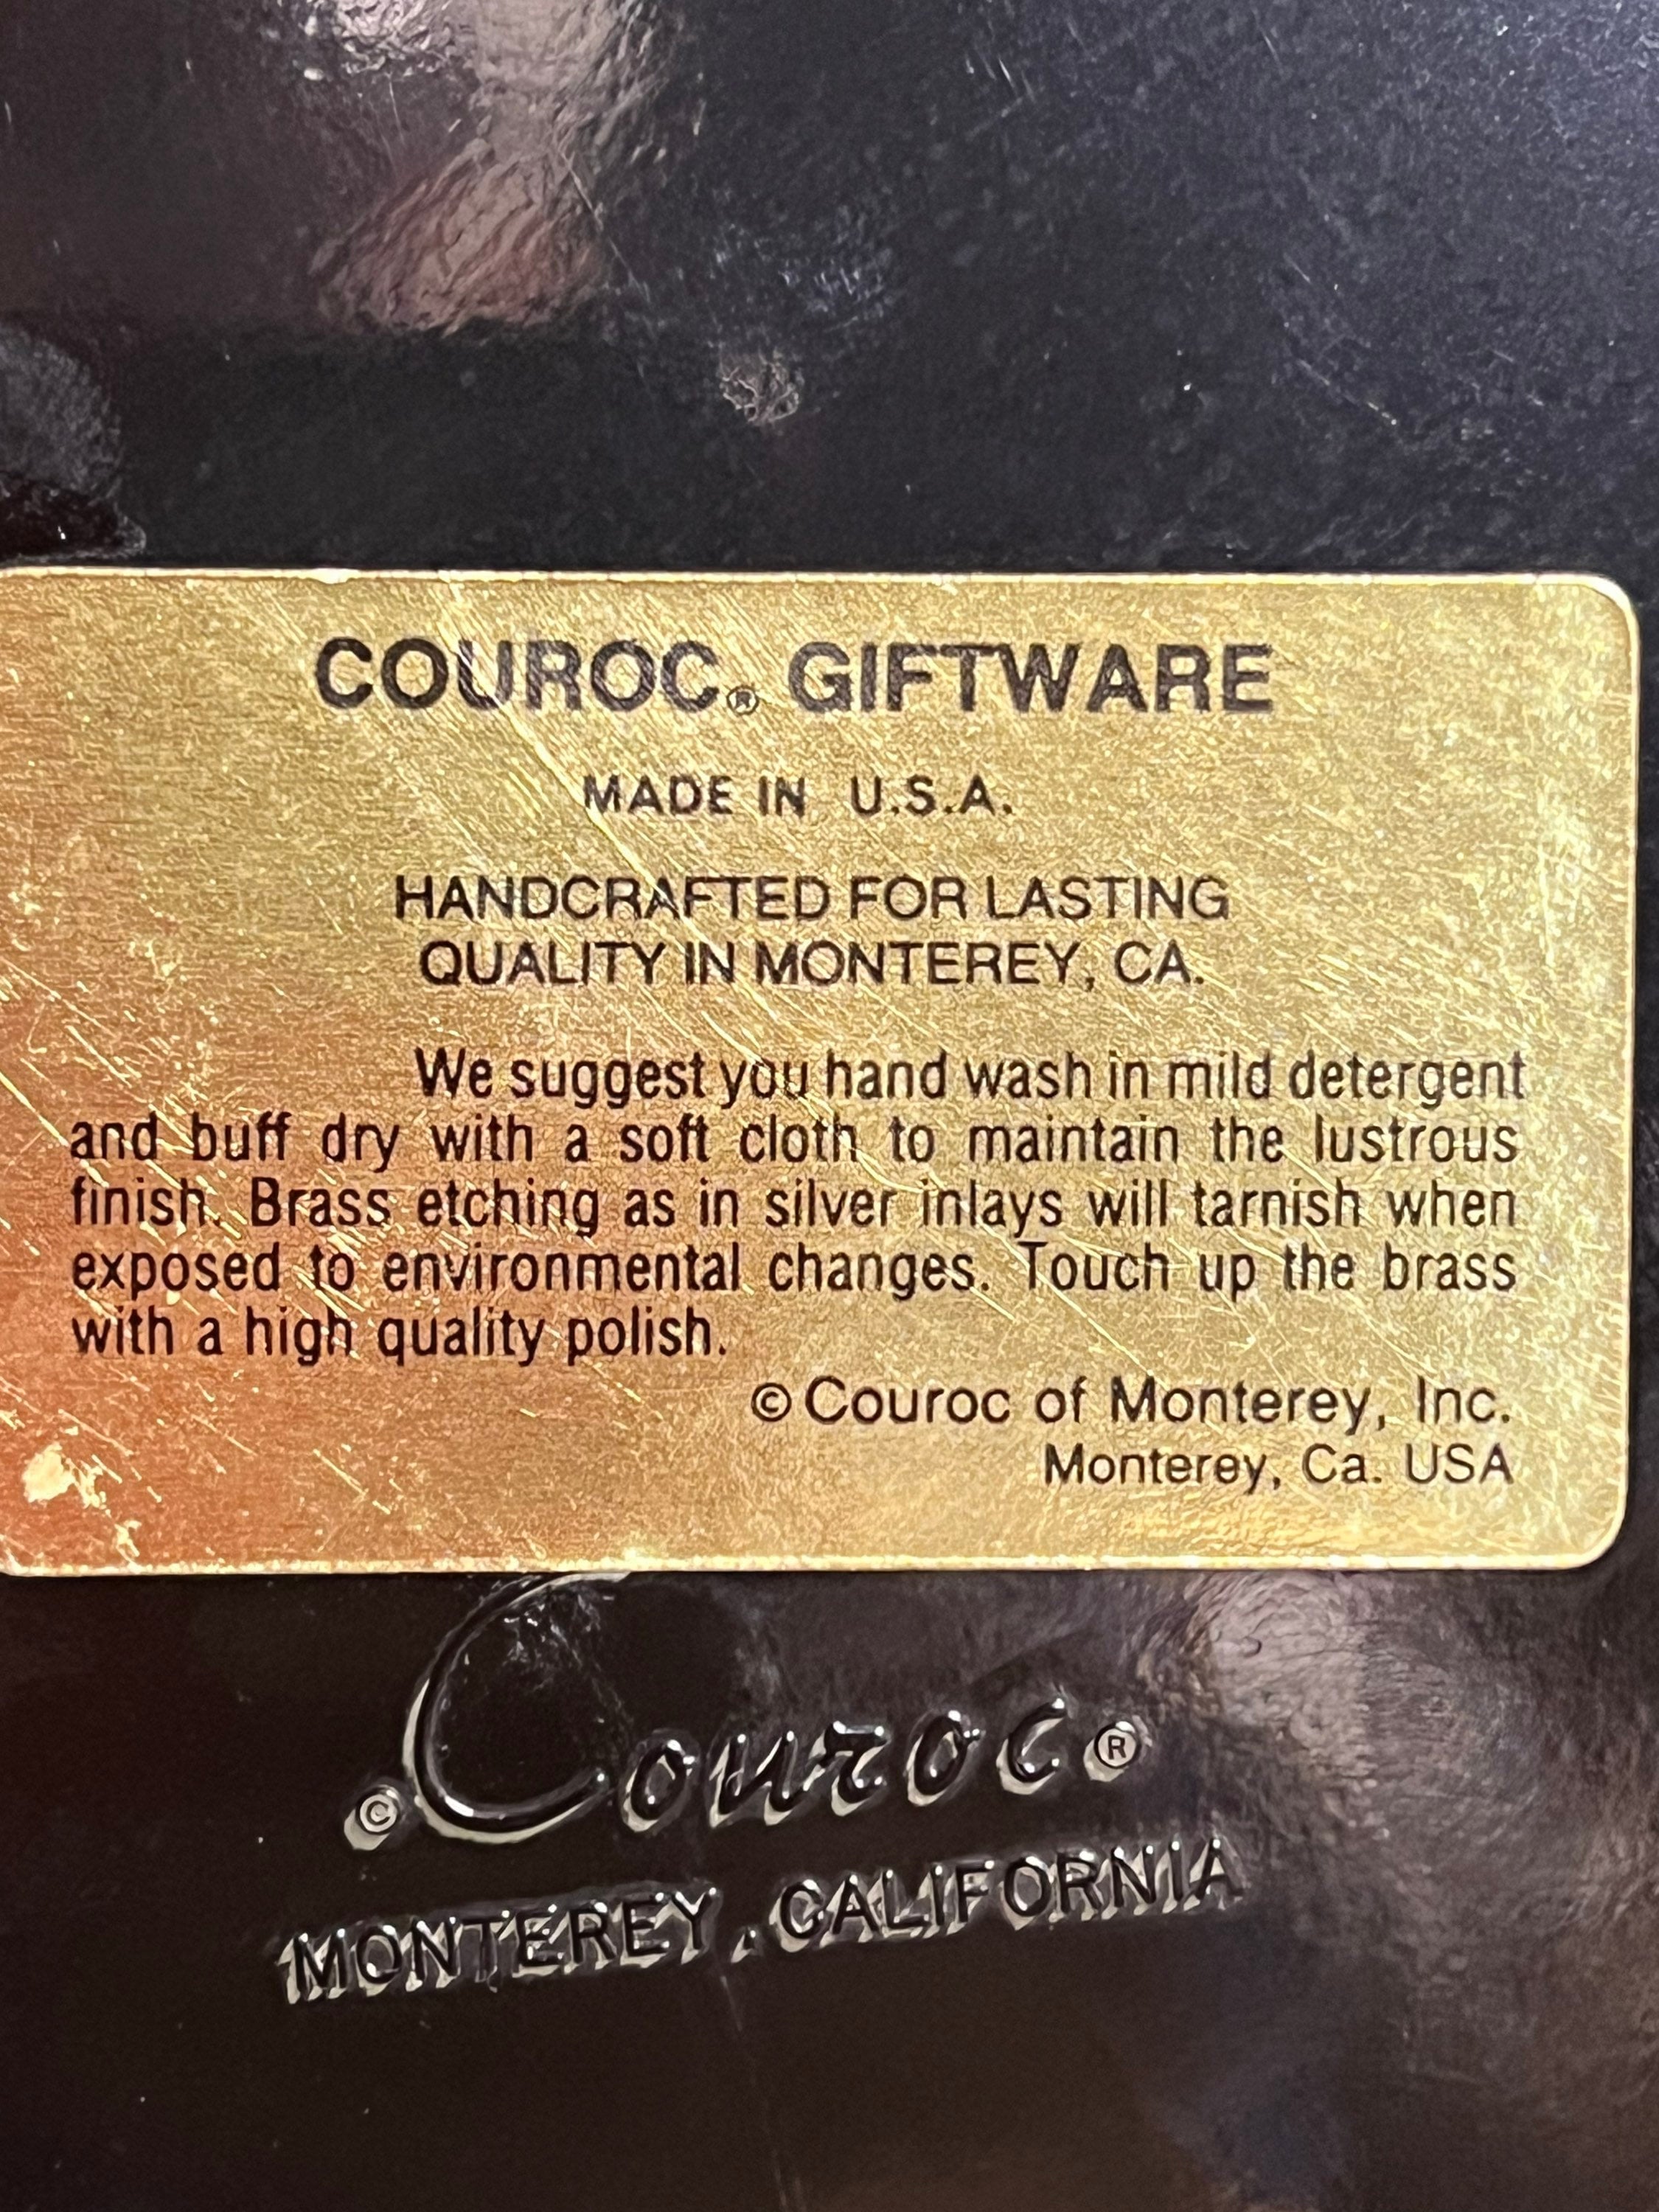 COUROC® GIFTWARE
MADE IN U.S.A.
HANDCRAFTED FOR LASTING
QUALITY IN MONTEREY, CA.
We suggest you hand wash in mild detergent
and buff dry with a soft cloth to maintain the lustrous
finish. Brass etching as in silver inlays will tarnish when
exposed to environmental changes. Touch up the brass
with a high quality polish.
© Couroc of Monterey, Inc.
Monterey, Ca. USA
© Couroc ®
MONTEREY, CALIFORNIA